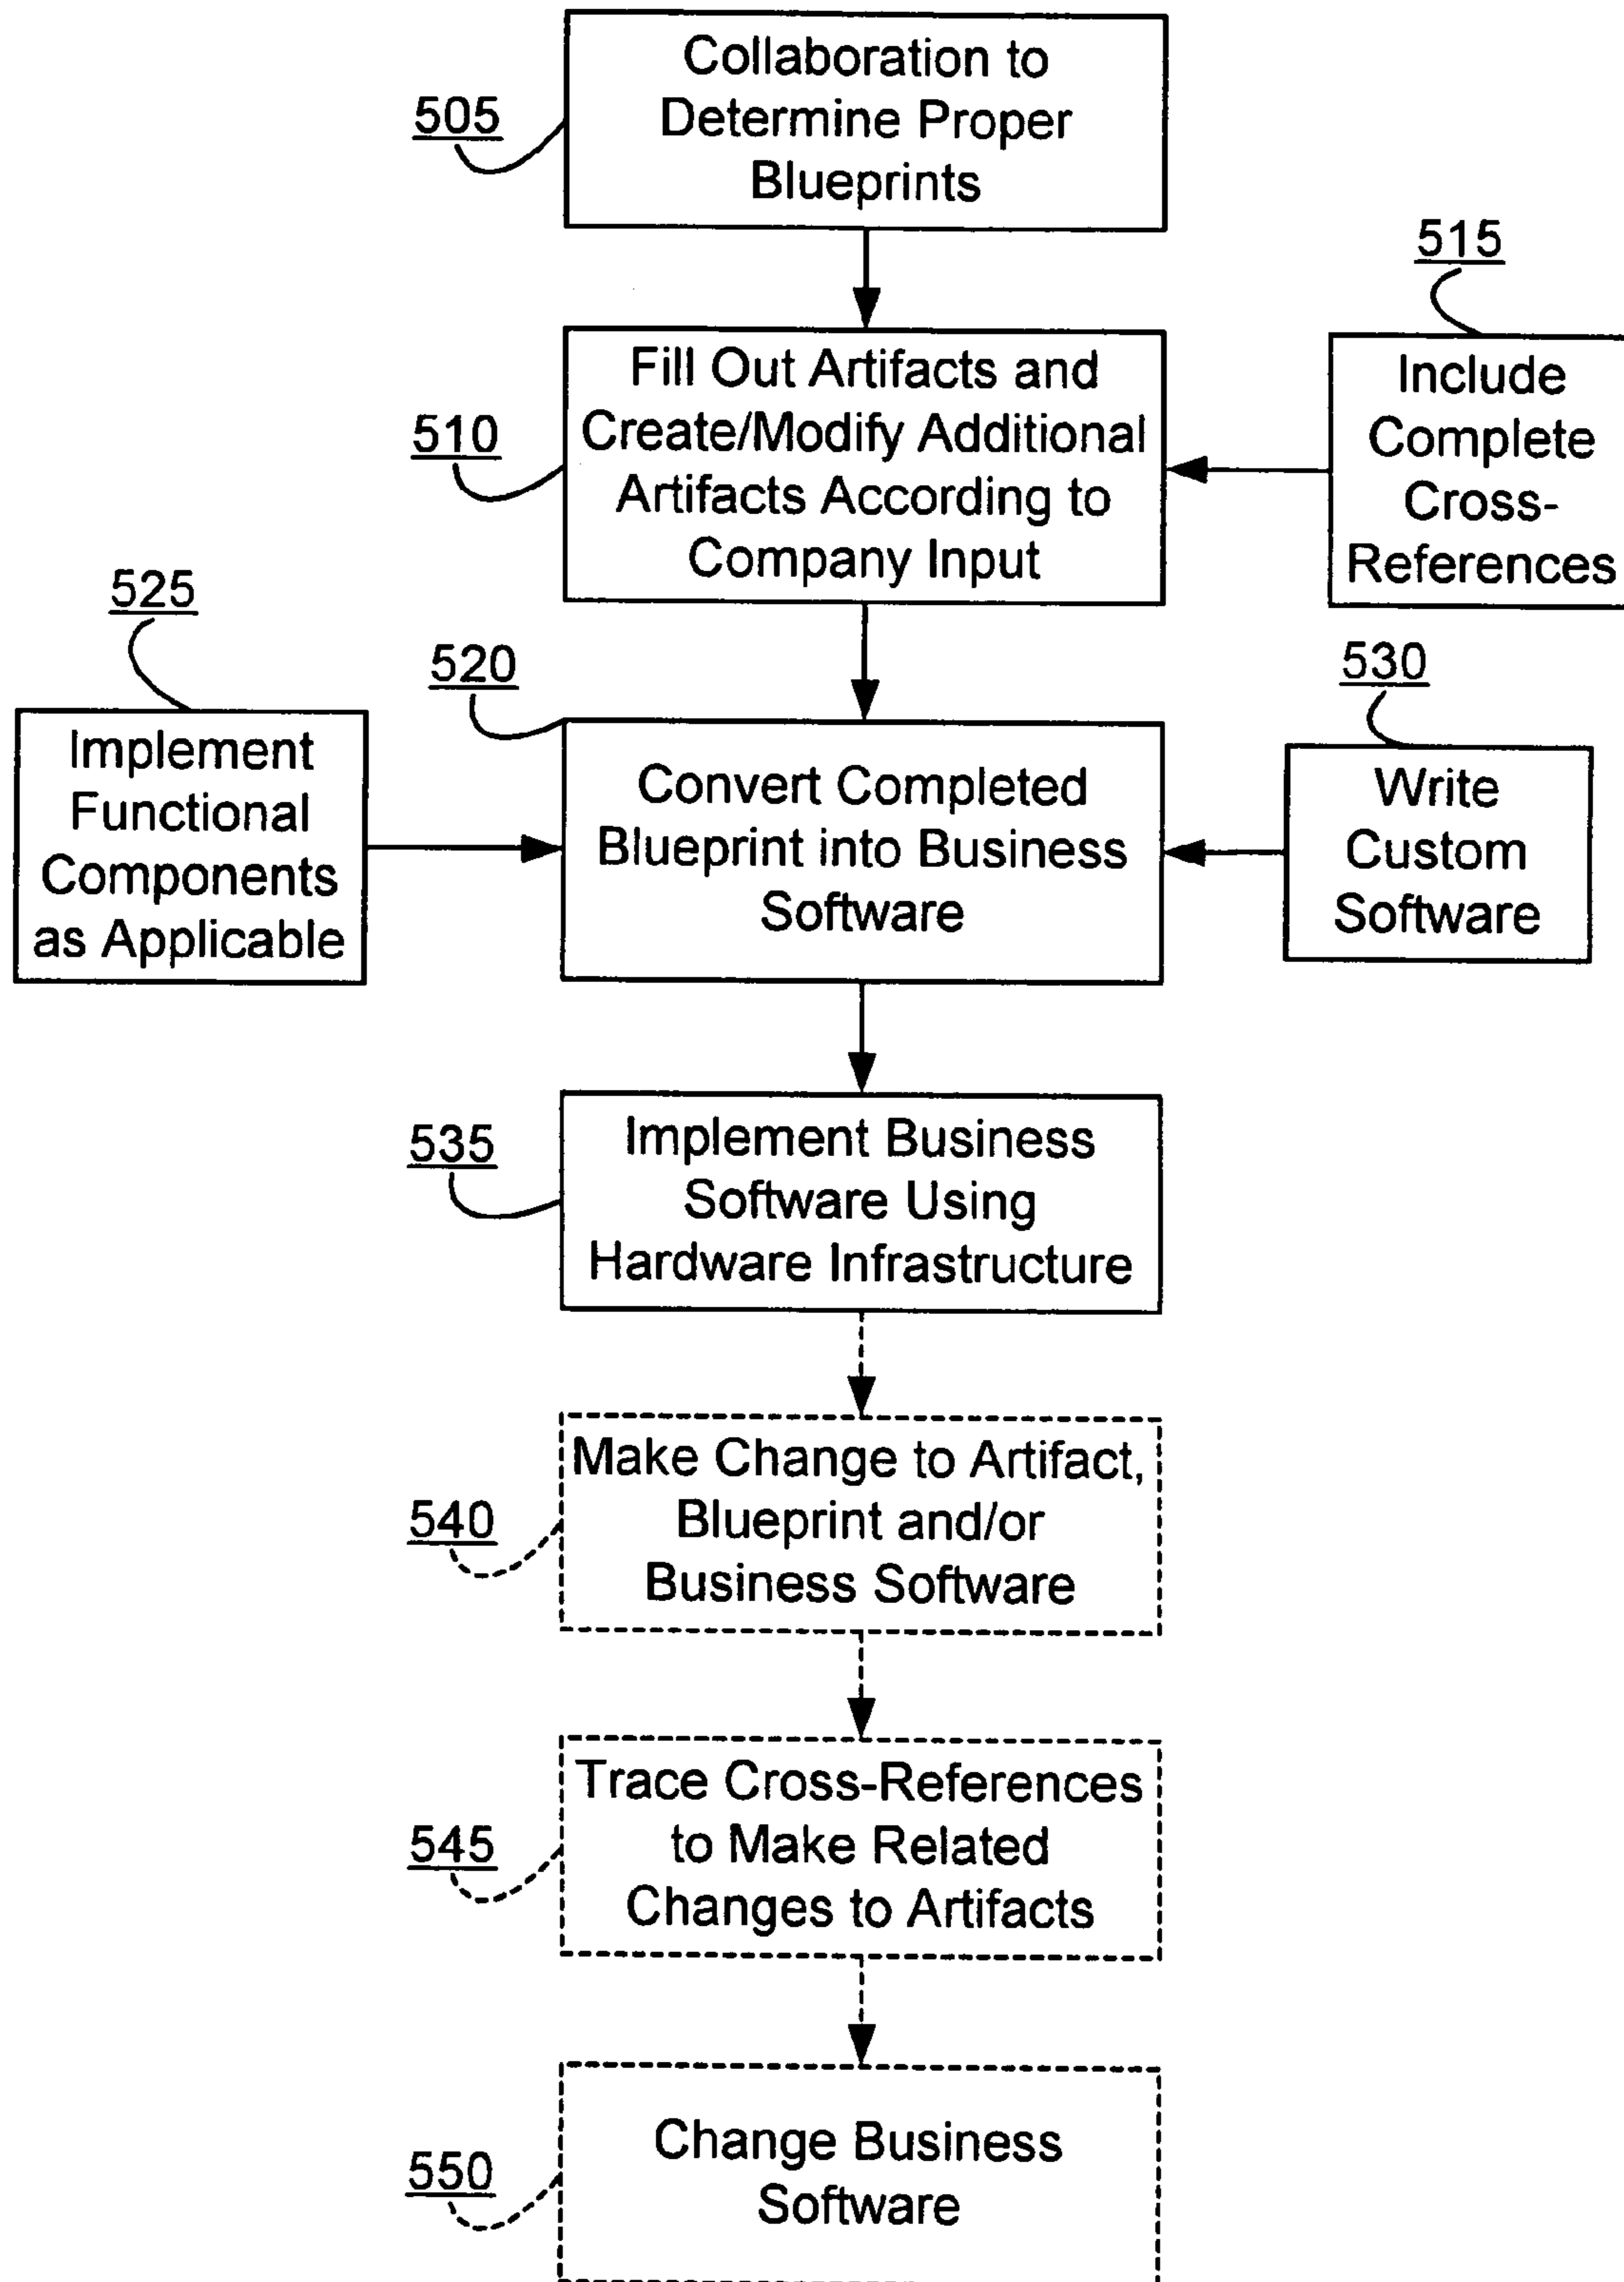 505
Collaboration to
Determine Proper
Blueprints
510
Fill Out Artifacts and
Create/Modify Additional
Artifacts According to
Company Input
515
Include
Complete
Cross-
References
525
Implement
Functional
Components
as Applicable
520
Convert Completed
Blueprint into Business
Software
530
Write
Custom
Software
535
Implement Business
Software Using
Hardware Infrastructure
540
Make Change to Artifact,
Blueprint and/or
Business Software
545
Trace Cross-References
to Make Related
Changes to Artifacts
550
Change Business
Software